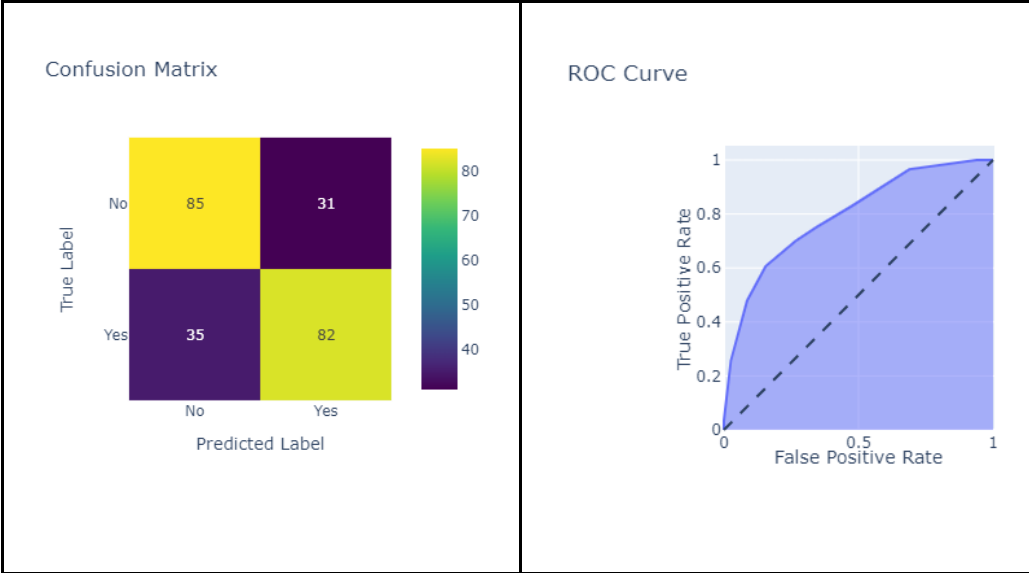 Confusion Matrix
No
85
31
Yes
35
82
No
Yes
True Label
Predicted Label
80
70
60
50
40
ROC Curve
1
0.8
0.6
0.4
0.2
0
0
0.5
1
True Positive Rate
False Positive Rate